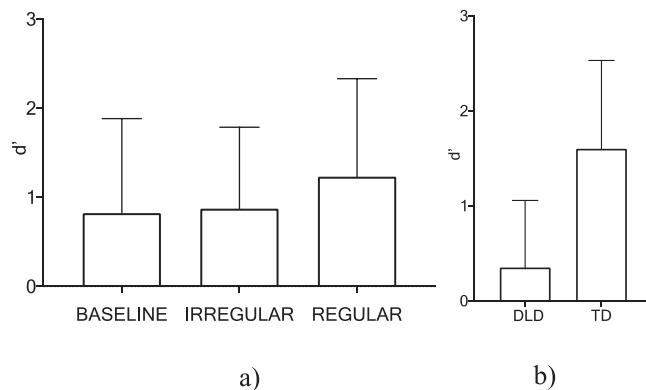 3
2
d'
1
0
BASELINE IRREGULAR REGULAR
a)
3
2
d'
1
0
DLD TD
b)